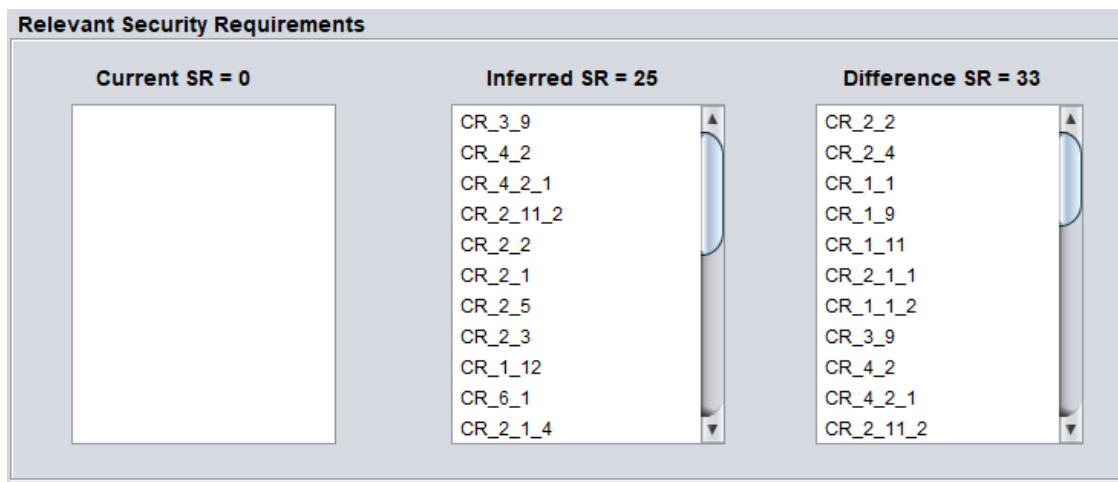 Relevant Security Requirements
Current SR = 0
Inferred SR = 25
CR_3_9
CR_4_2
CR_4_2_1
CR_2_11_2
CR_2_2
CR_2_1
CR_2_5
CR_2_3
CR_1_12
CR_6_1
CR_2_1_4
Difference SR = 33
CR_2_2
CR_2_4
CR_1_1
CR_1_9
CR_1_11
CR_2_1_1
CR_1_1_2
CR_3_9
CR_4_2
CR_4_2_1
CR_2_11_2